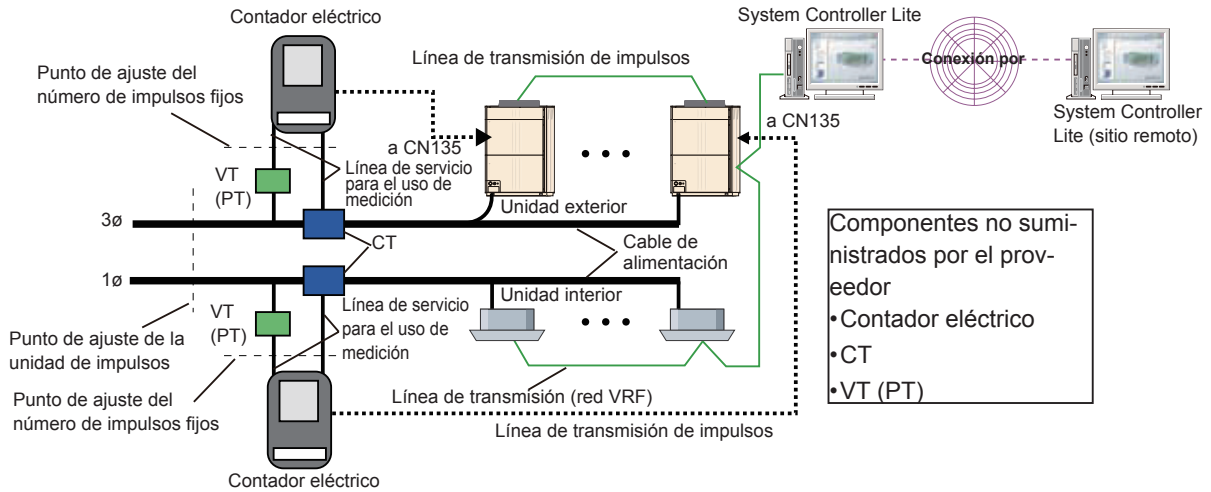 Contador eléctrico
System Controller Lite
Línea de transmisión de impulsos
Punto de ajuste del
número de impulsos fijos
Conexión por
System Controller
Lite (sitio remoto)
a CN135
a CN135
VT
(PT)
Línea de servicio
para el uso de
medición
Unidad exterior
3ø
CT
Cable de
alimentación
1ø
Unidad interior
VT
(PT)
Línea de servicio
para el uso de
medición
Punto de ajuste de la
unidad de impulsos
Punto de ajuste del
número de impulsos fijos
Línea de transmisión (red VRF)
Línea de transmisión de impulsos
Contador eléctrico
Componentes no sumi-
nistrados por el prov-
eedor
•Contador eléctrico
•CT
•VT (PT)